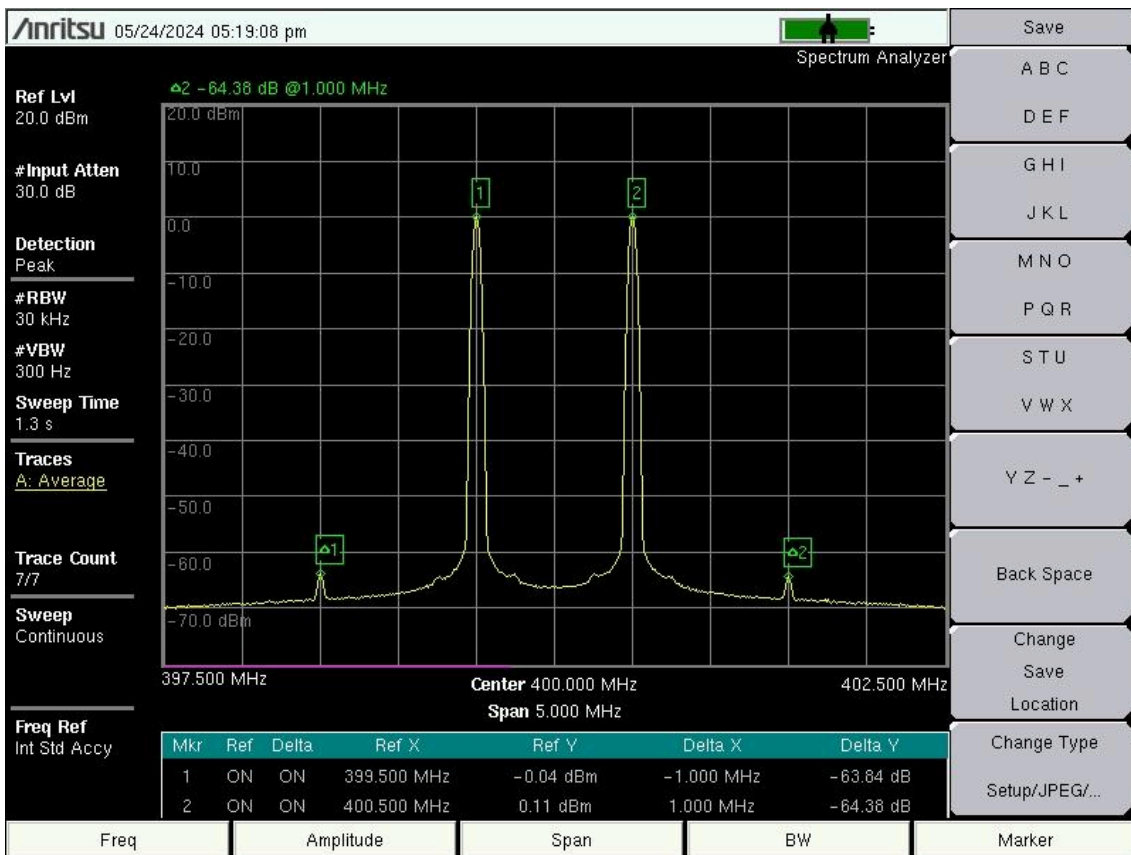 Anritsu 05/24/2024 05:19:08 pm
Spectrum Analyzer
Δ2 -64.38 dB @1.000 MHz
Ref Lvl
20.0 dBm
#Input Atten
30.0 dB
Detection
Peak
#RBW
30 kHz
#VBW
300 Hz
Sweep Time
1.3 s
Traces
A: Average
Trace Count
7/7
Sweep
Continuous
Freq Ref
Int Std Accy
20.0 dBm
10.0
0.0
-10.0
-20.0
-30.0
-40.0
-50.0
-60.0
-70.0 dBm
1
2
Δ1
Δ2
397.500 MHz
Center 400.000 MHz
402.500 MHz
Span 5.000 MHz
Mkr Ref Delta Ref X Ref Y Delta X Delta Y
1 ON ON 399.500 MHz -0.04 dBm -1.000 MHz -63.84 dB
2 ON ON 400.500 MHz 0.11 dBm 1.000 MHz -64.38 dB
Save
A B C
D E F
G H I
J K L
M N O
P Q R
S T U
V W X
Y Z - _ +
Back Space
Change
Save
Location
Change Type
Setup/JPEG/...
Freq Amplitude Span BW Marker